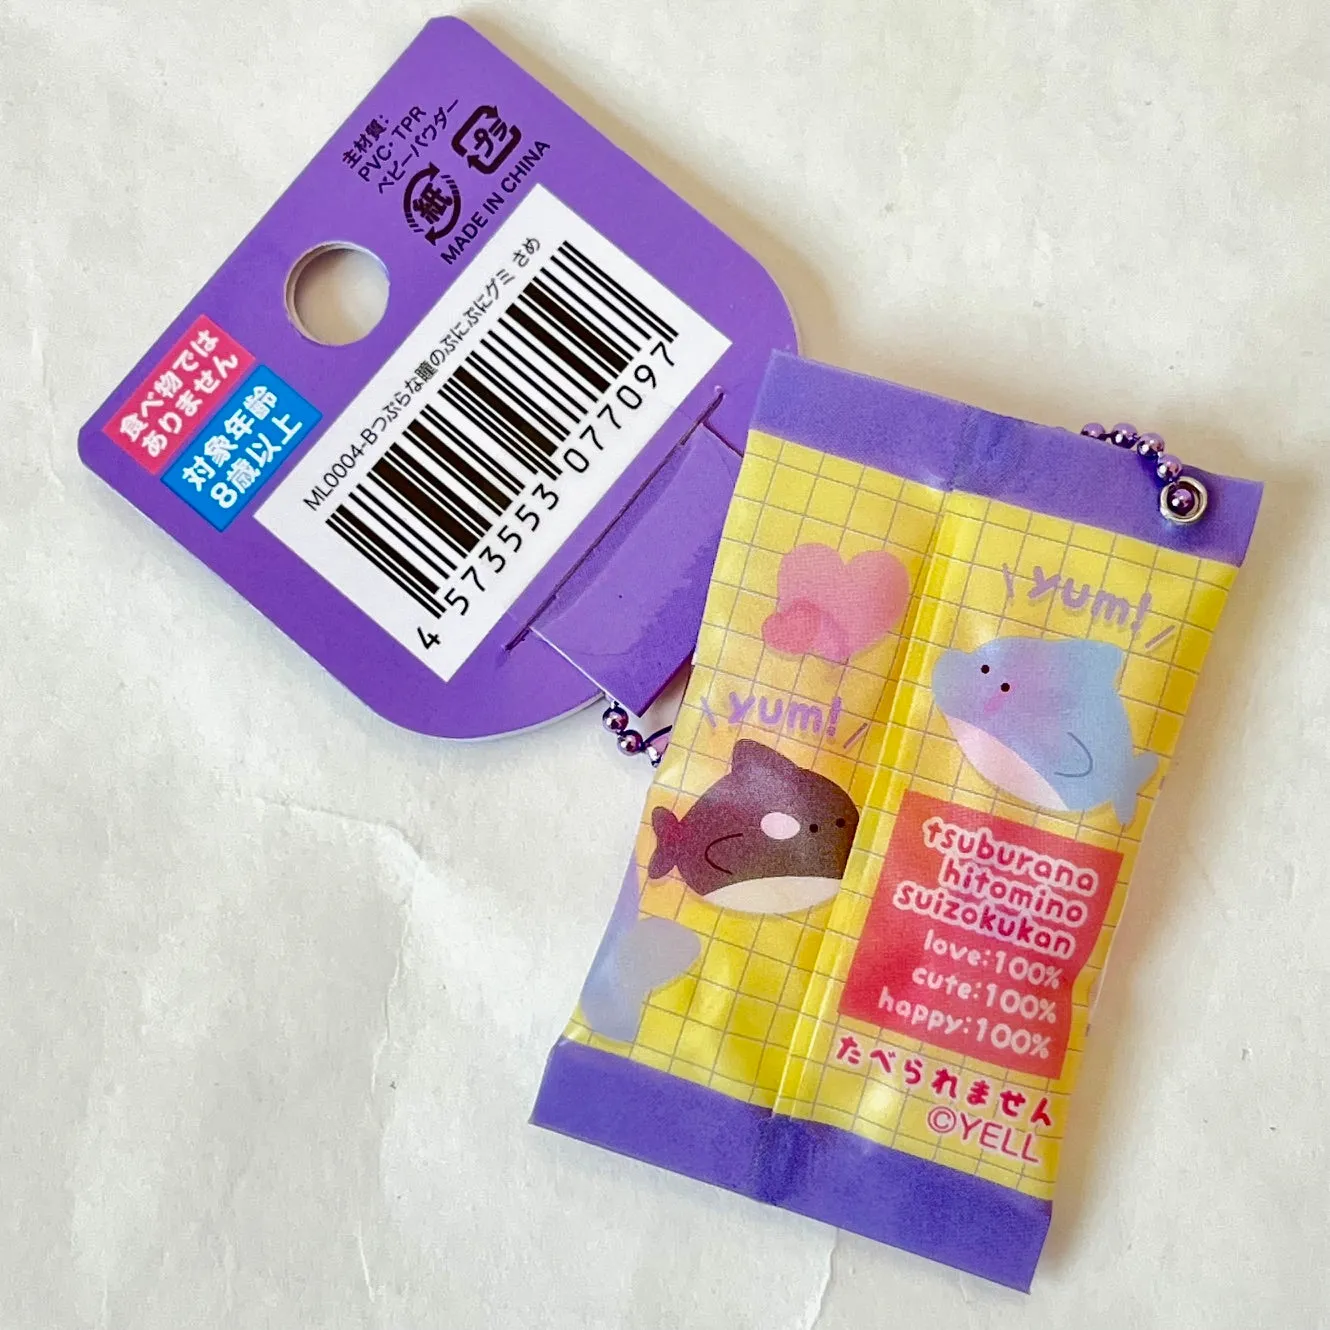 主材質：
PVC・TPR
ベビーパウダー
紙
プラ
MADE IN CHINA
食べ物では
ありません
対象年齢
8歳以上
ML0004-Bつぶらな瞳のぷにぷにグミ さめ
4 573553 077097
yum!
yum!
tsuburana
hitomino
suizokukan
love:100%
cute:100%
happy:100%
たべられません
©YELL